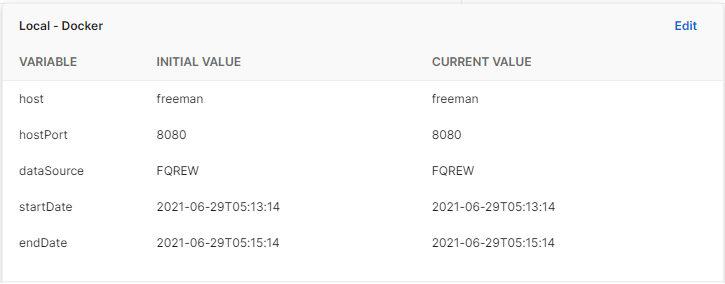 Local - Docker Edit
VARIABLE INITIAL VALUE CURRENT VALUE
host freeman freeman
hostPort 8080 8080
dataSource FQREW FQREW
startDate 2021-06-29T05:13:14 2021-06-29T05:13:14
endDate 2021-06-29T05:15:14 2021-06-29T05:15:14